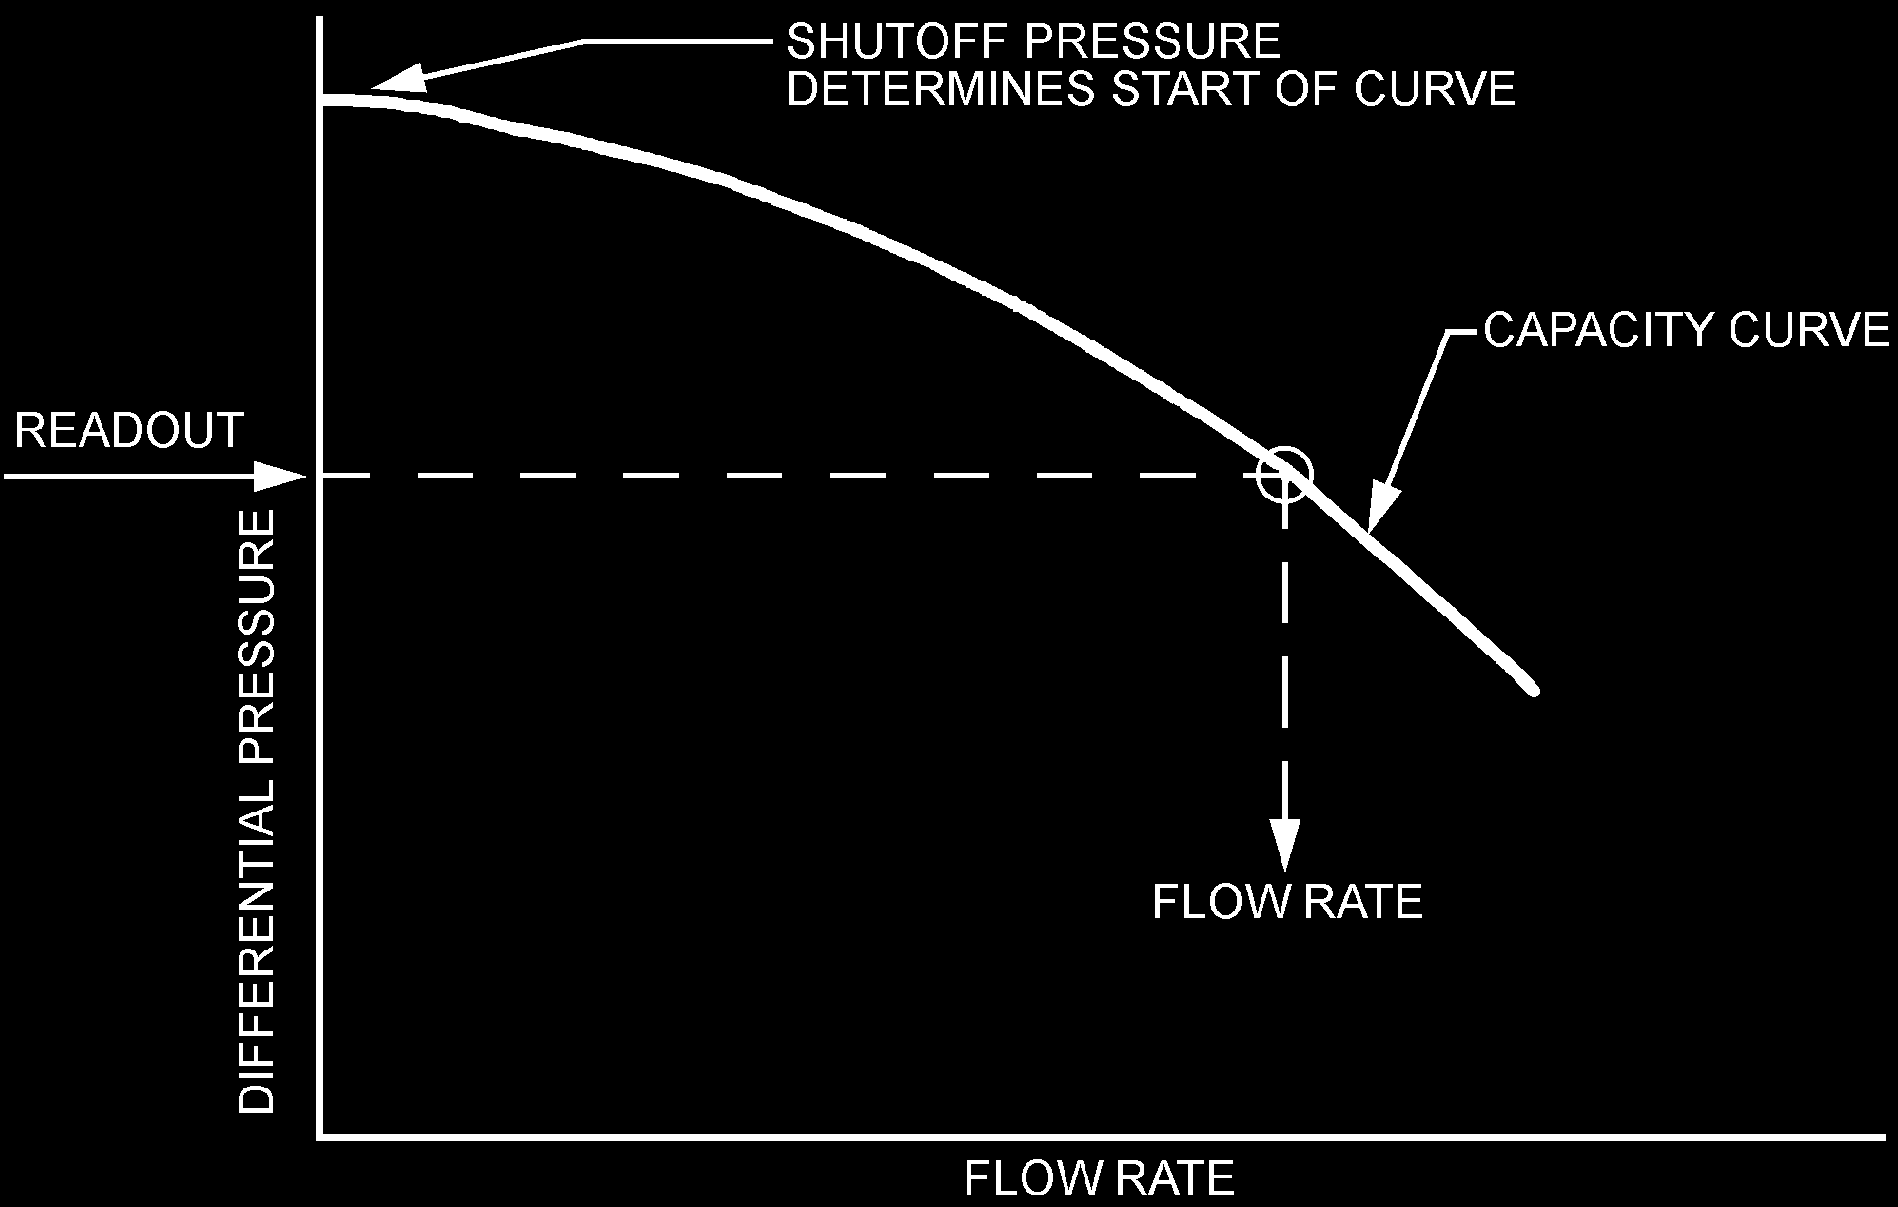 SHUTOFF PRESSURE
DETERMINES START OF CURVE
CAPACITY CURVE
READOUT
DIFFERENTIAL PRESSURE
FLOW RATE
FLOW RATE